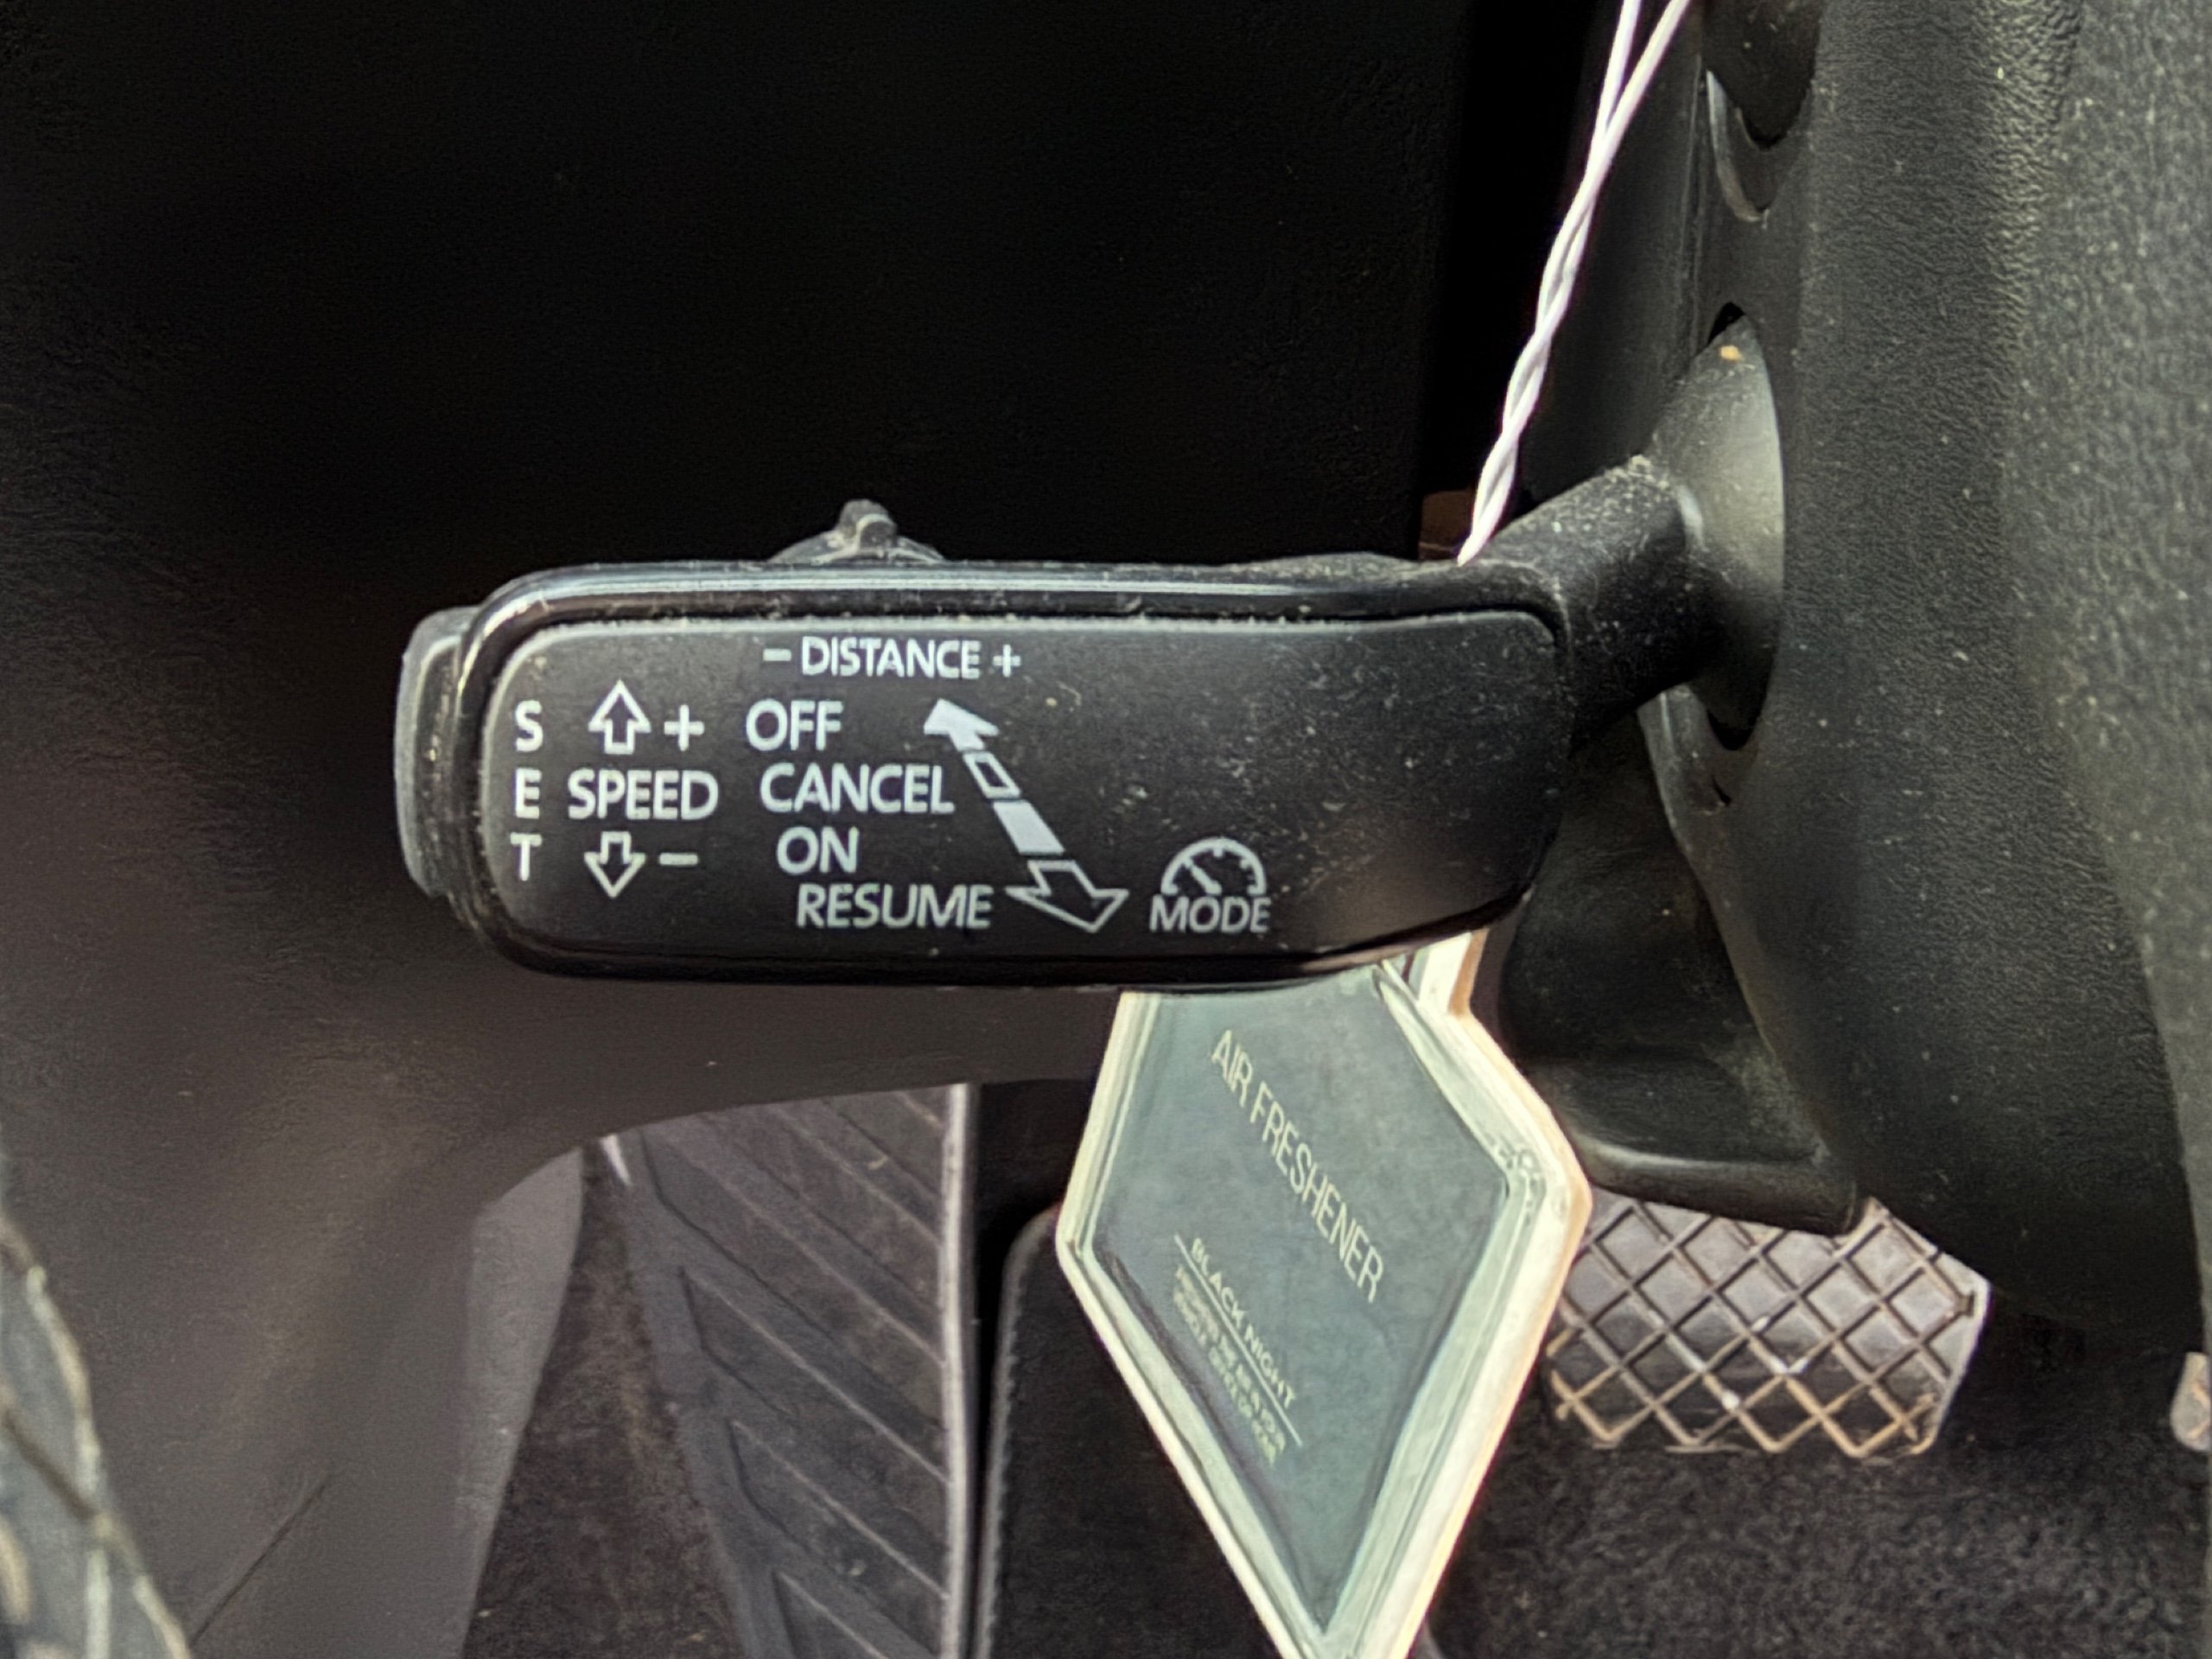 - DISTANCE +
S + OFF
E SPEED CANCEL
T - ON
RESUME MODE
AIR FRESHENER
BLACK NIGHT